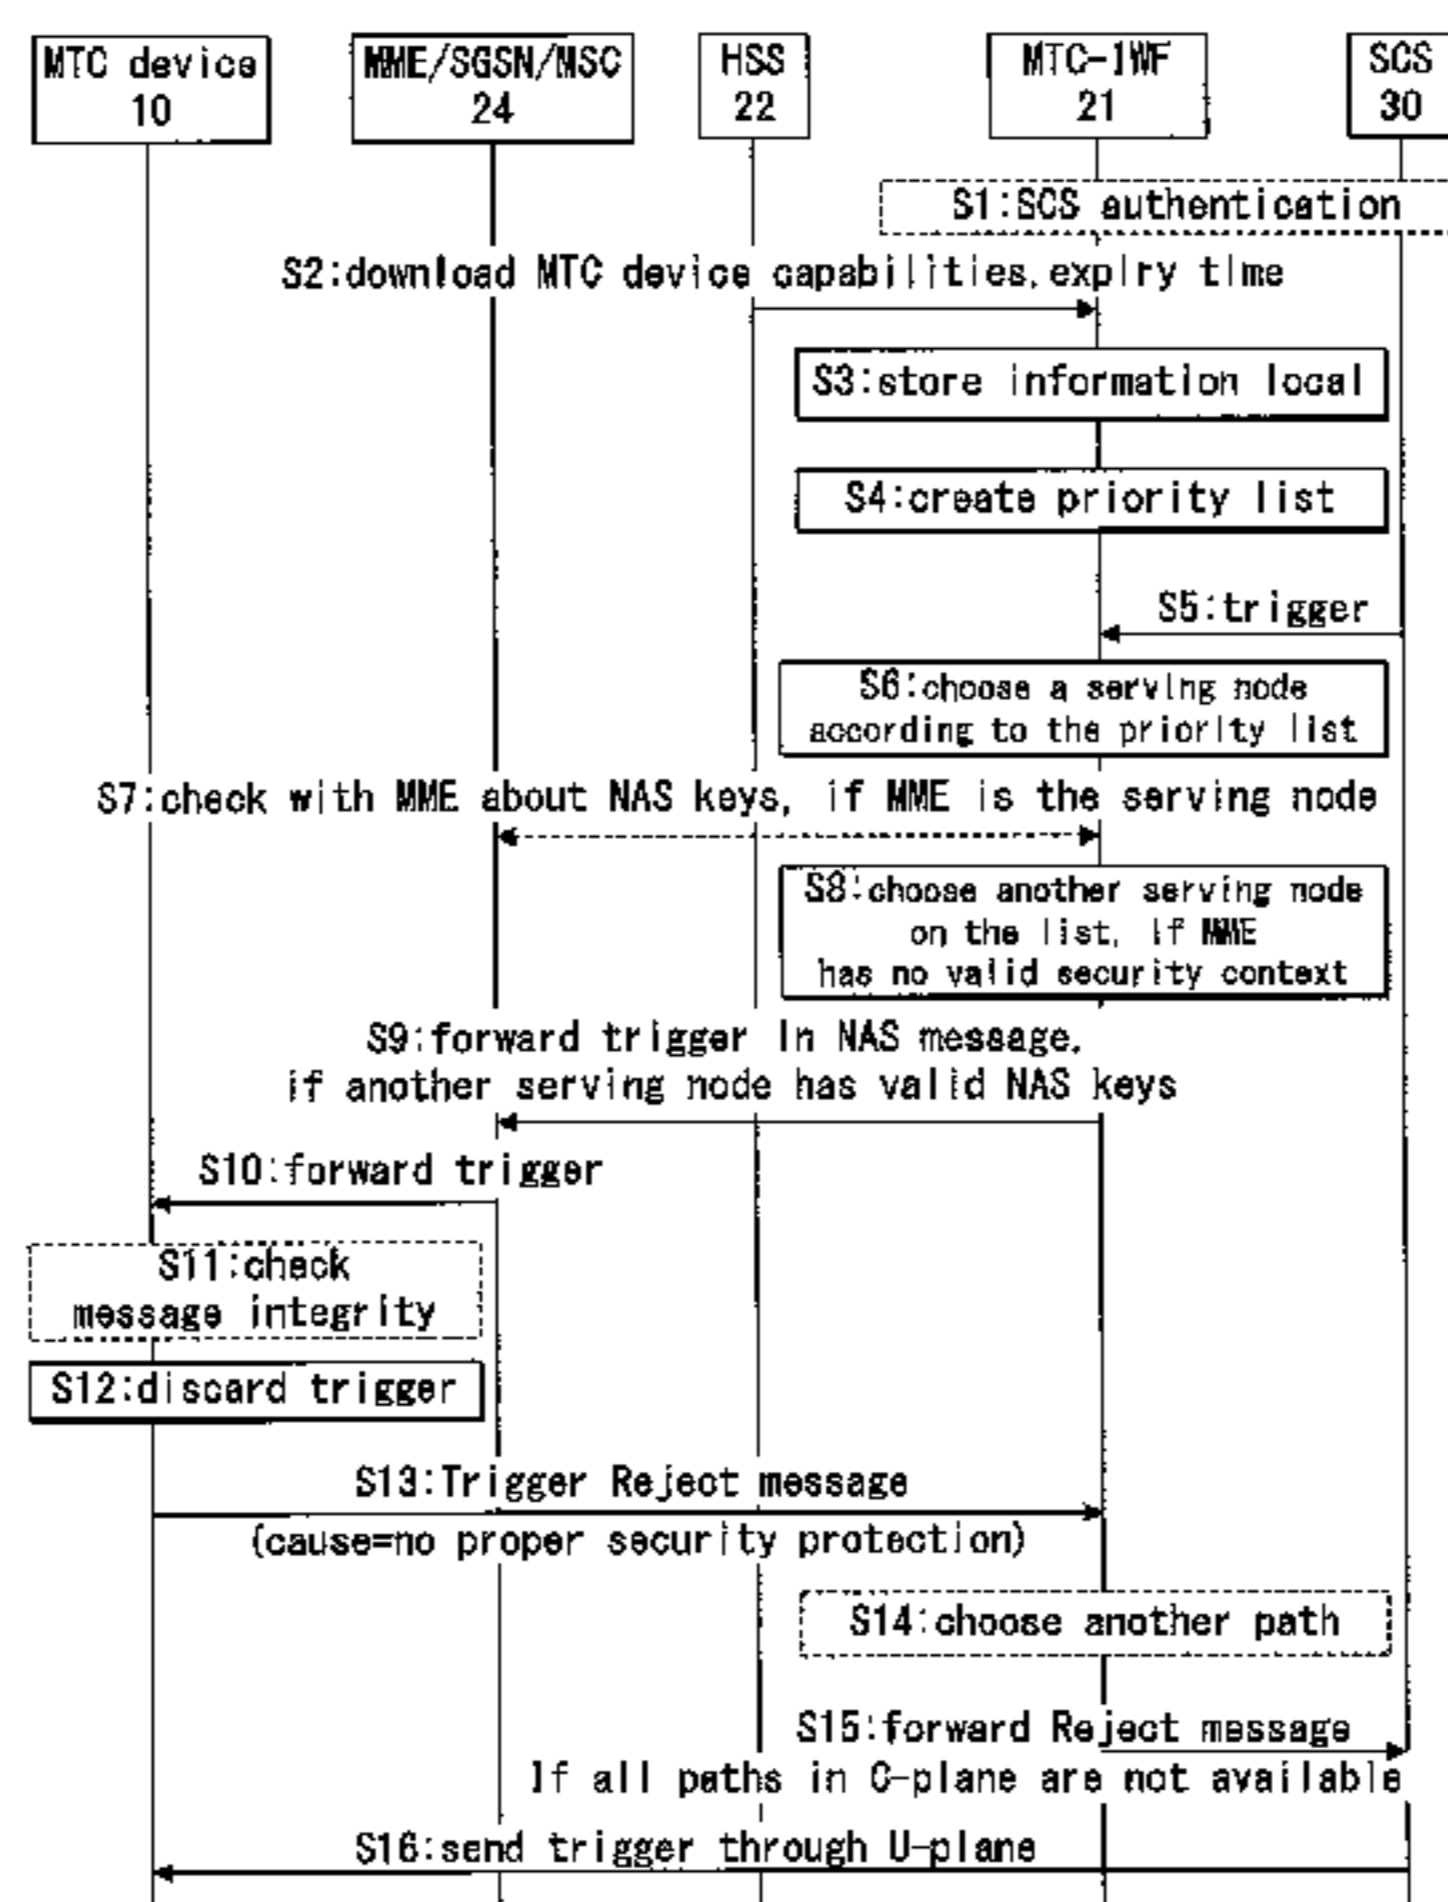 MTC device
10
MME/SGSN/MSC
24
HSS
22
MTC-IWF
21
SCS
30
S1:SCS authentication
S2:download MTC device capabilities,expiry time
S3:store information local
S4:create priority list
S5:trigger
S6:choose a serving node
according to the priority list
S7:check with MME about NAS keys, if MME is the serving node
S8:choose another serving node
on the list, if MME
has no valid security context
S9:forward trigger in NAS message,
if another serving node has valid NAS keys
S10:forward trigger
S11:check
message integrity
S12:discard trigger
S13:Trigger Reject message
(cause=no proper security protection)
S14:choose another path
S15:forward Reject message
If all paths in C-plane are not available
S16:send trigger through U-plane